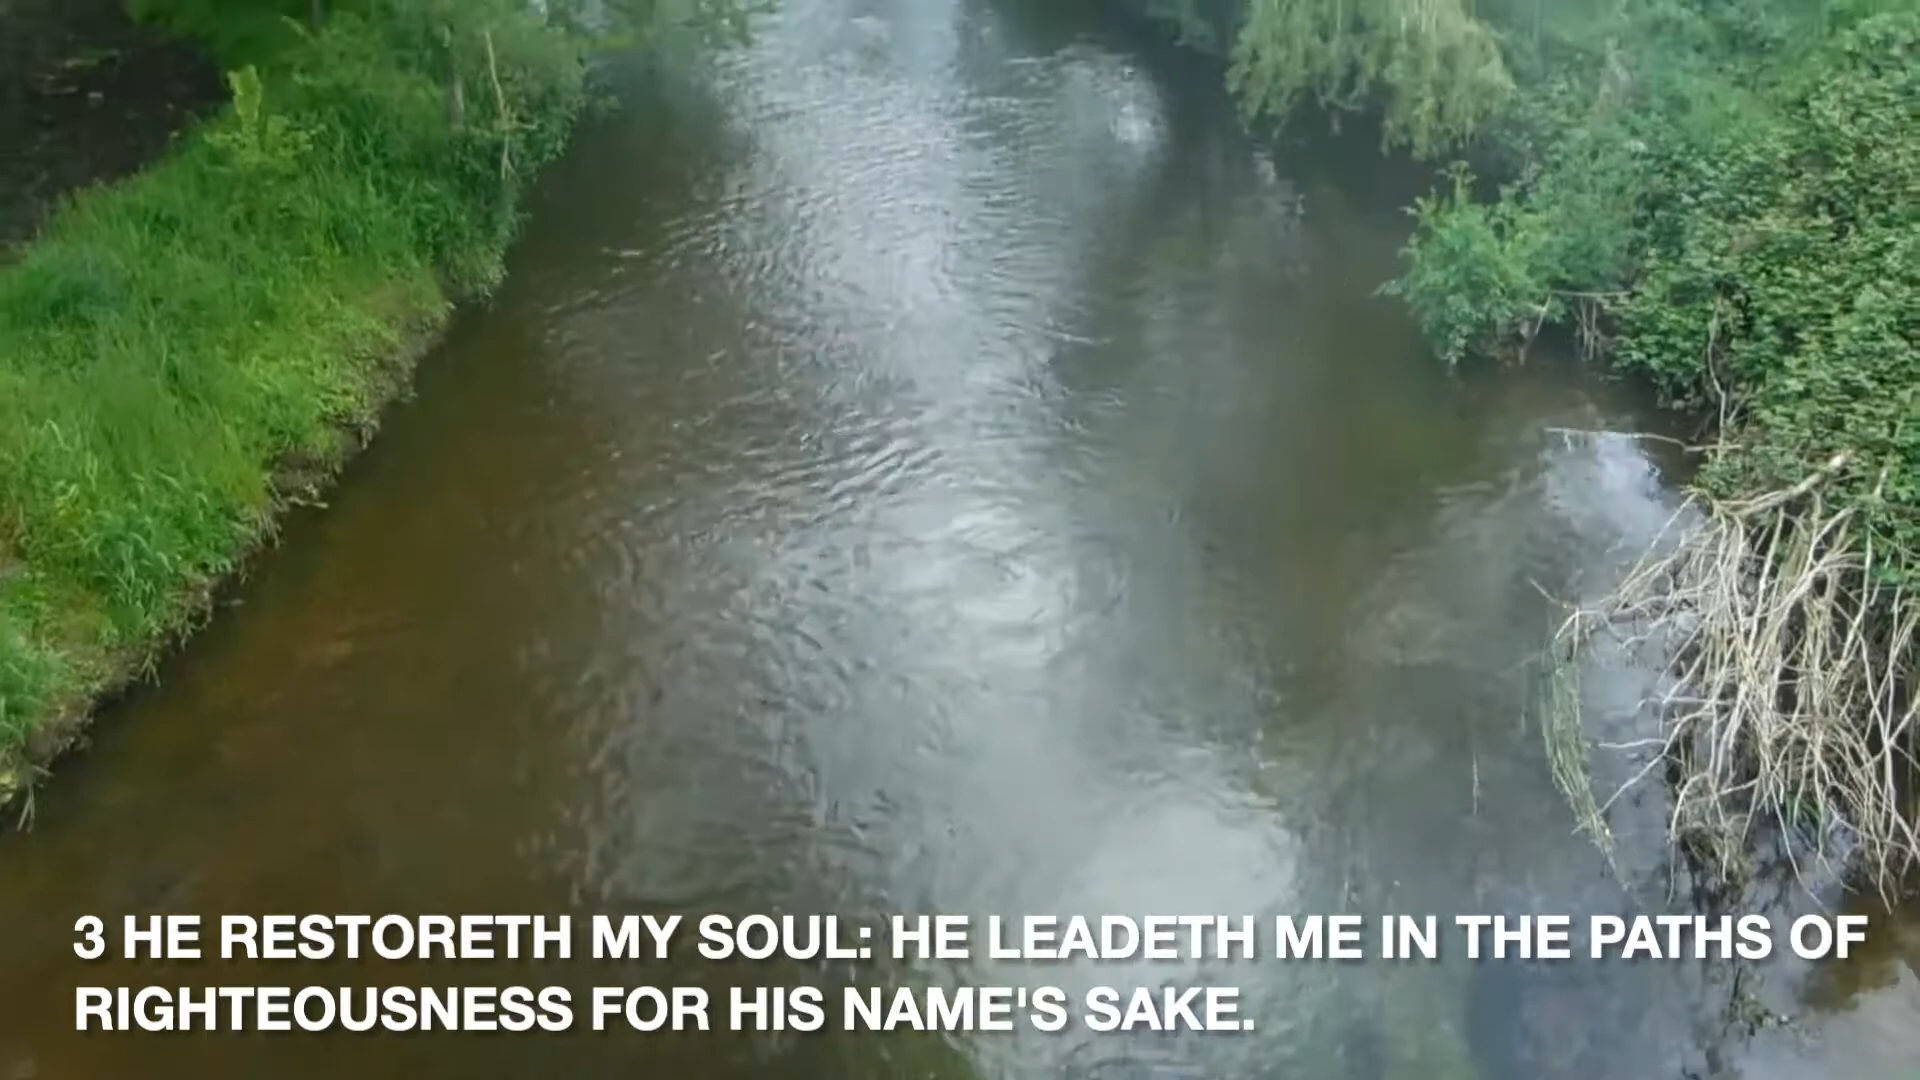 3 HE RESTORETH MY SOUL: HE LEADETH ME IN THE PATHS OF
RIGHTEOUSNESS FOR HIS NAME'S SAKE.